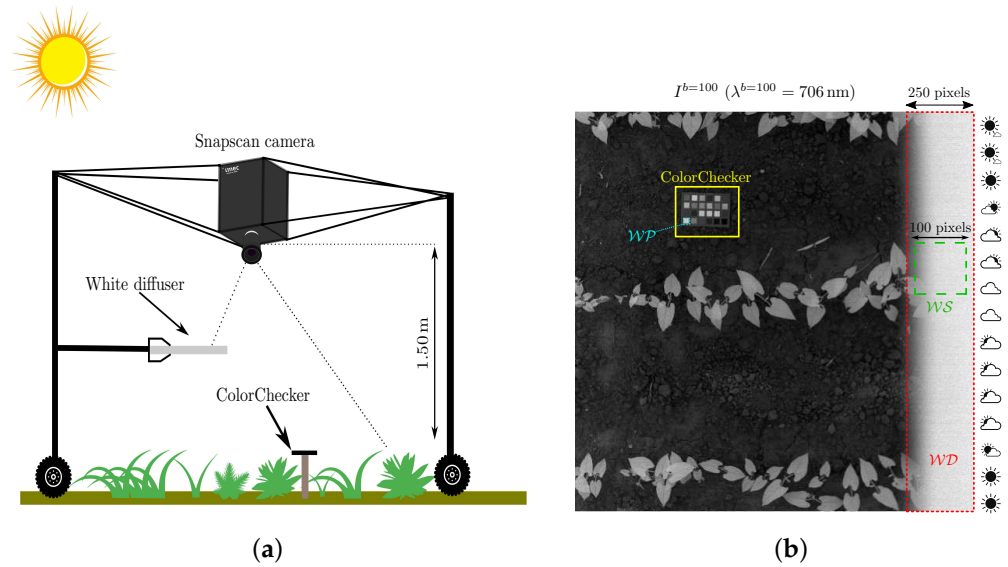 Snapscan camera
imec
White diffuser
1.50 m
ColorChecker
(a)
I^{b=100} (λ^{b=100} = 706 nm)
250 pixels
ColorChecker
WP
100 pixels
WS
WD
(b)